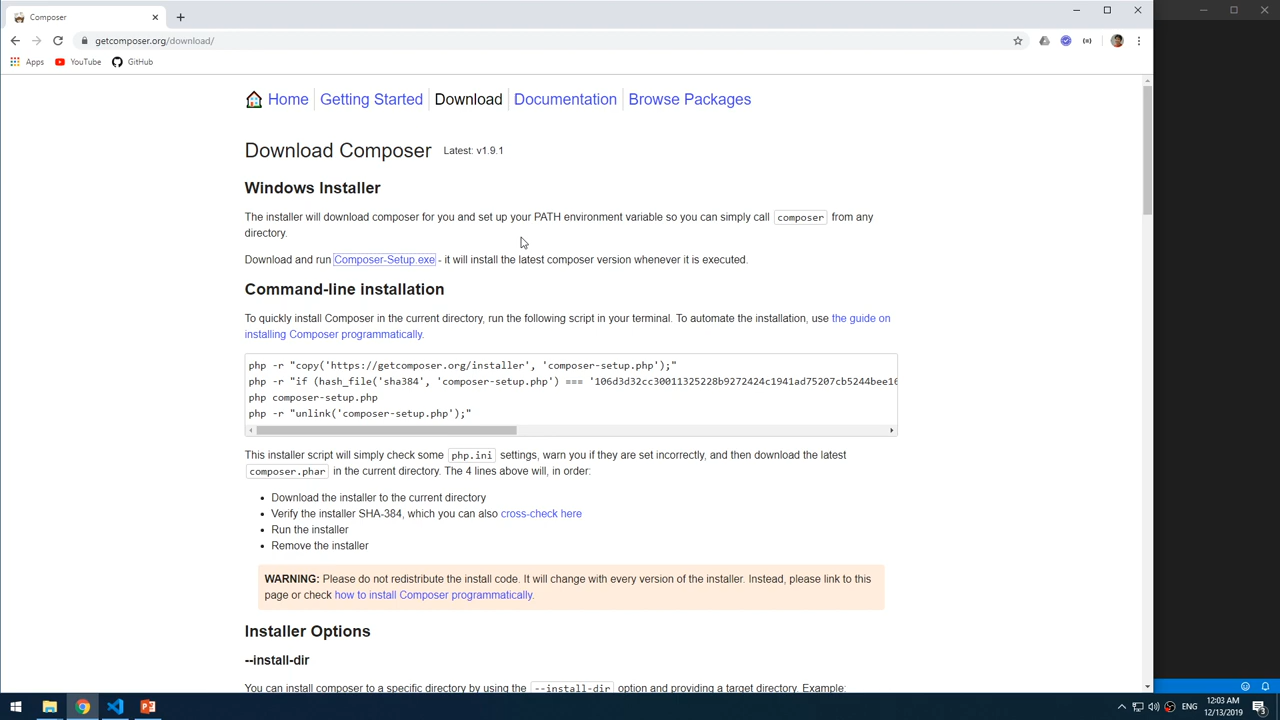 Composer
getcomposer.org/download/
Apps YouTube GitHub
Home Getting Started Download Documentation Browse Packages
Download Composer Latest: v1.9.1
Windows Installer
The installer will download composer for you and set up your PATH environment variable so you can simply call composer from any
directory.
Download and run Composer-Setup.exe - it will install the latest composer version whenever it is executed.
Command-line installation
To quickly install Composer in the current directory, run the following script in your terminal. To automate the installation, use the guide on
installing Composer programmatically.
php -r "copy('https://getcomposer.org/installer', 'composer-setup.php');"
php -r "if (hash_file('sha384', 'composer-setup.php') === '106d3d32cc30011325228b9272424c1941ad75207cb5244bee16
php composer-setup.php
php -r "unlink('composer-setup.php');"
This installer script will simply check some php.ini settings, warn you if they are set incorrectly, and then download the latest
composer.phar in the current directory. The 4 lines above will, in order:
• Download the installer to the current directory
• Verify the installer SHA-384, which you can also cross-check here
• Run the installer
• Remove the installer
WARNING: Please do not redistribute the install code. It will change with every version of the installer. Instead, please link to this
page or check how to install Composer programmatically.
Installer Options
--install-dir
You can install composer to a specific directory by using the --install-dir option and providing a target directory. Example:
ENG
12:03 AM
12/13/2019
3